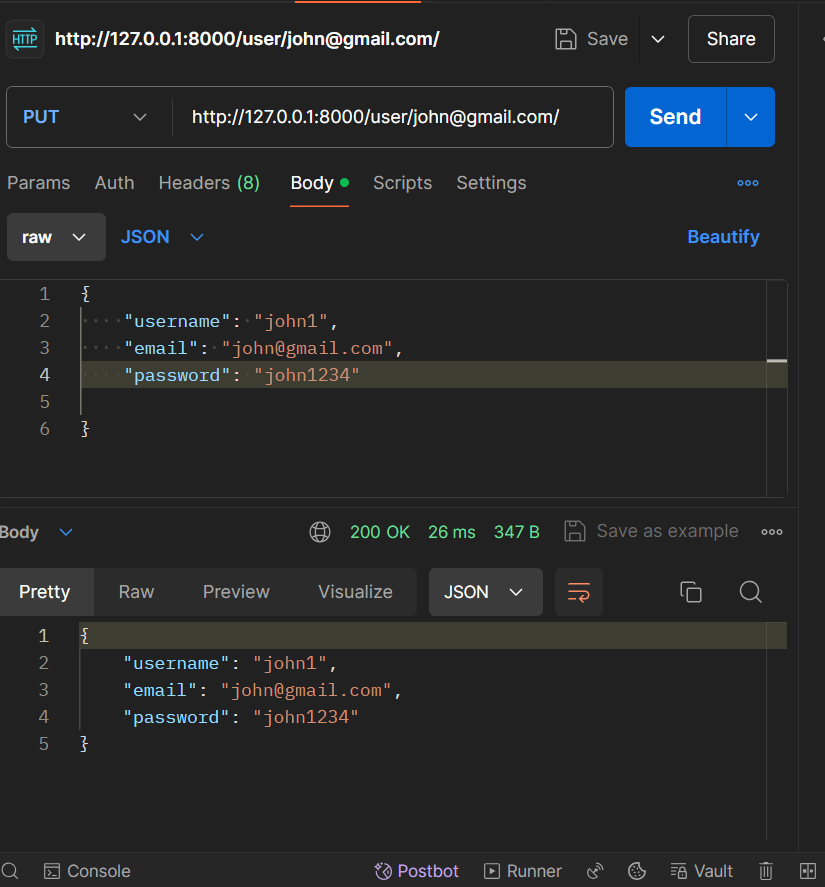 HTTP http://127.0.0.1:8000/user/john@gmail.com/ Save Share
PUT http://127.0.0.1:8000/user/john@gmail.com/ Send
Params Auth Headers (8) Body Scripts Settings
raw JSON Beautify
1 {
2 "username": "john1",
3 "email": "john@gmail.com",
4 "password": "john1234"
5
6 }
Body 200 OK 26 ms 347 B Save as example
Pretty Raw Preview Visualize JSON
1 {
2 "username": "john1",
3 "email": "john@gmail.com",
4 "password": "john1234"
5 }
Console Postbot Runner Vault